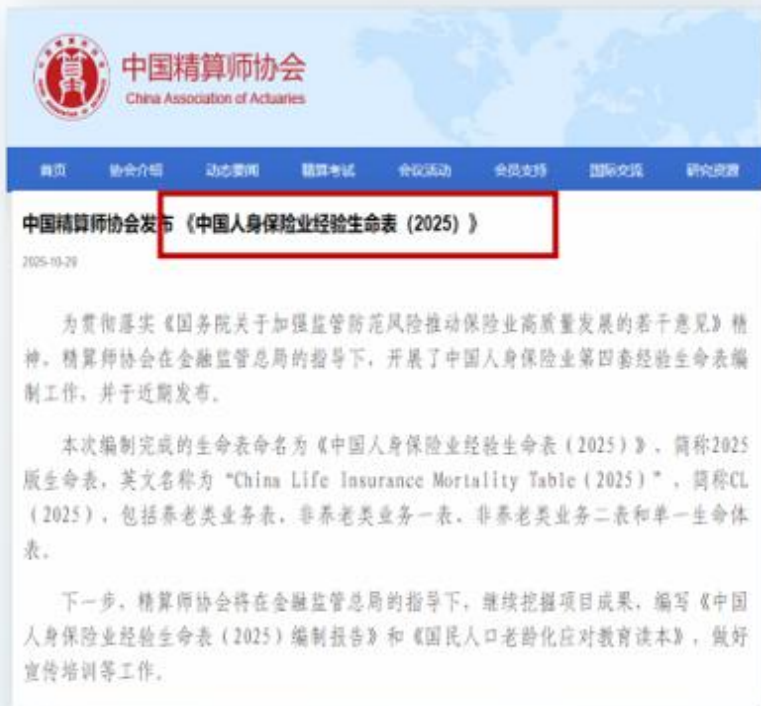 中国精算师协会
China Association of Actuaries
首页 协会介绍 动态要闻 精算考试 会议活动 会员支持 国际交流 研究资源
中国精算师协会发布《中国人身保险业经验生命表（2025）》
2025-10-29
为贯彻落实《国务院关于加强监管防范风险推动保险业高质量发展的若干意见》精
神，精算师协会在金融监管总局的指导下，开展了中国人身保险业第四套经验生命表编
制工作，并于近期发布。
本次编制完成的生命表命名为《中国人身保险业经验生命表（2025）》，简称2025
版生命表，英文名称为“China Life Insurance Mortality Table（2025）”，简称CL
（2025），包括养老类业务表，非养老类业务一表，非养老类业务二表和单一生命体
表。
下一步，精算师协会将在金融监管总局的指导下，继续挖掘项目成果，编写《中国
人身保险业经验生命表（2025）编制报告》和《国民人口老龄化应对教育读本》，做好
宣传培训等工作。